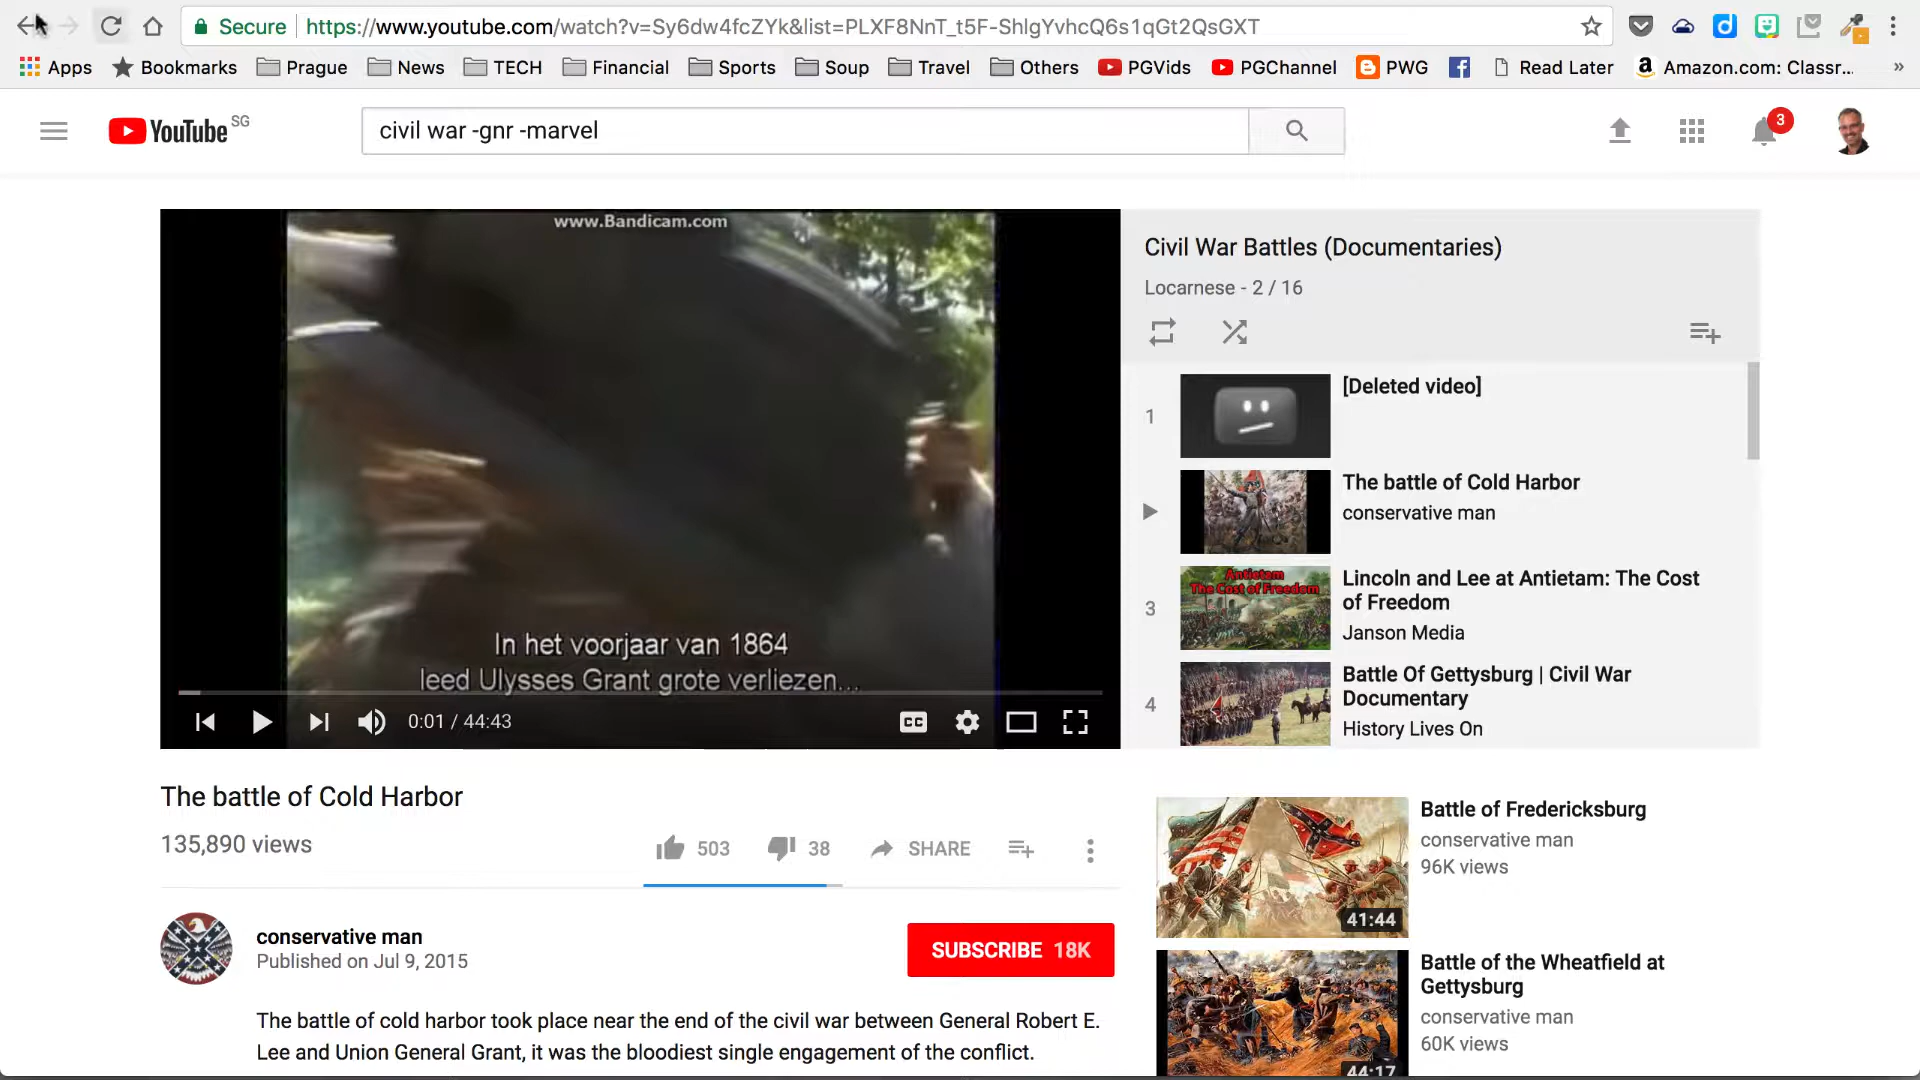 Secure https://www.youtube.com/watch?v=Sy6dw4fcZYk&list=PLXF8NnT_t5F-ShlgYvhcQ6s1qGt2QsGXT
Apps Bookmarks Prague News TECH Financial Sports Soup Travel Others PGVids PGChannel PWG Read Later Amazon.com: Classr... »
YouTube SG
civil war -gnr -marvel
3
www.Bandicam.com
In het voorjaar van 1864
leed Ulysses Grant grote verliezen...
0:01 / 44:43
CC
Civil War Battles (Documentaries)
Locarnese - 2 / 16
1
[Deleted video]
The battle of Cold Harbor
conservative man
3
Antietam
The Cost of Freedom
Lincoln and Lee at Antietam: The Cost
of Freedom
Janson Media
4
Battle Of Gettysburg | Civil War
Documentary
History Lives On
The battle of Cold Harbor
135,890 views
503 38 SHARE
conservative man
Published on Jul 9, 2015
SUBSCRIBE 18K
The battle of cold harbor took place near the end of the civil war between General Robert E.
Lee and Union General Grant, it was the bloodiest single engagement of the conflict.
Battle of Fredericksburg
conservative man
96K views
41:44
Battle of the Wheatfield at
Gettysburg
conservative man
60K views
44:17